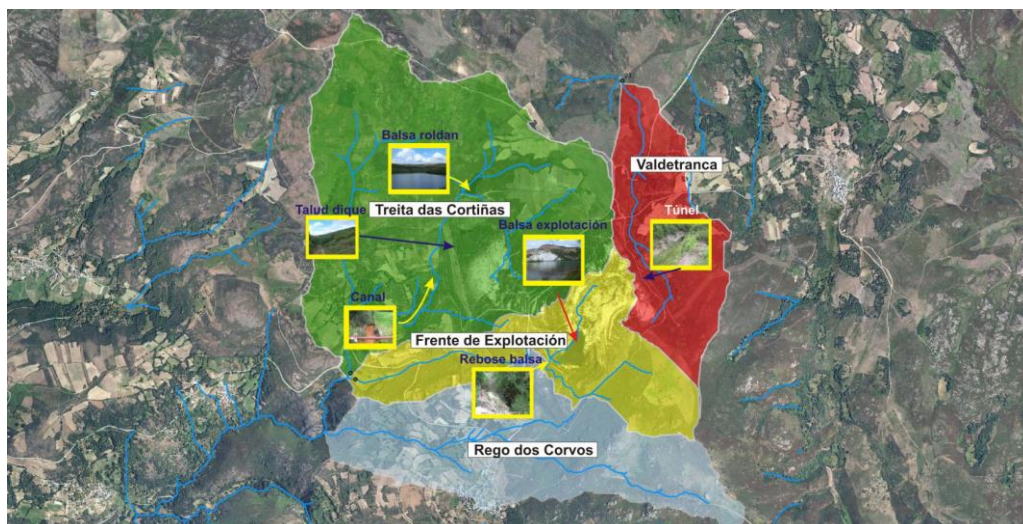 Balsa roldan
Valdetranca
Talud dique
Treita das Cortiñas
Túnel
Balsa explotación
Canal
Frente de Explotación
Rebose balsa
Rego dos Corvos